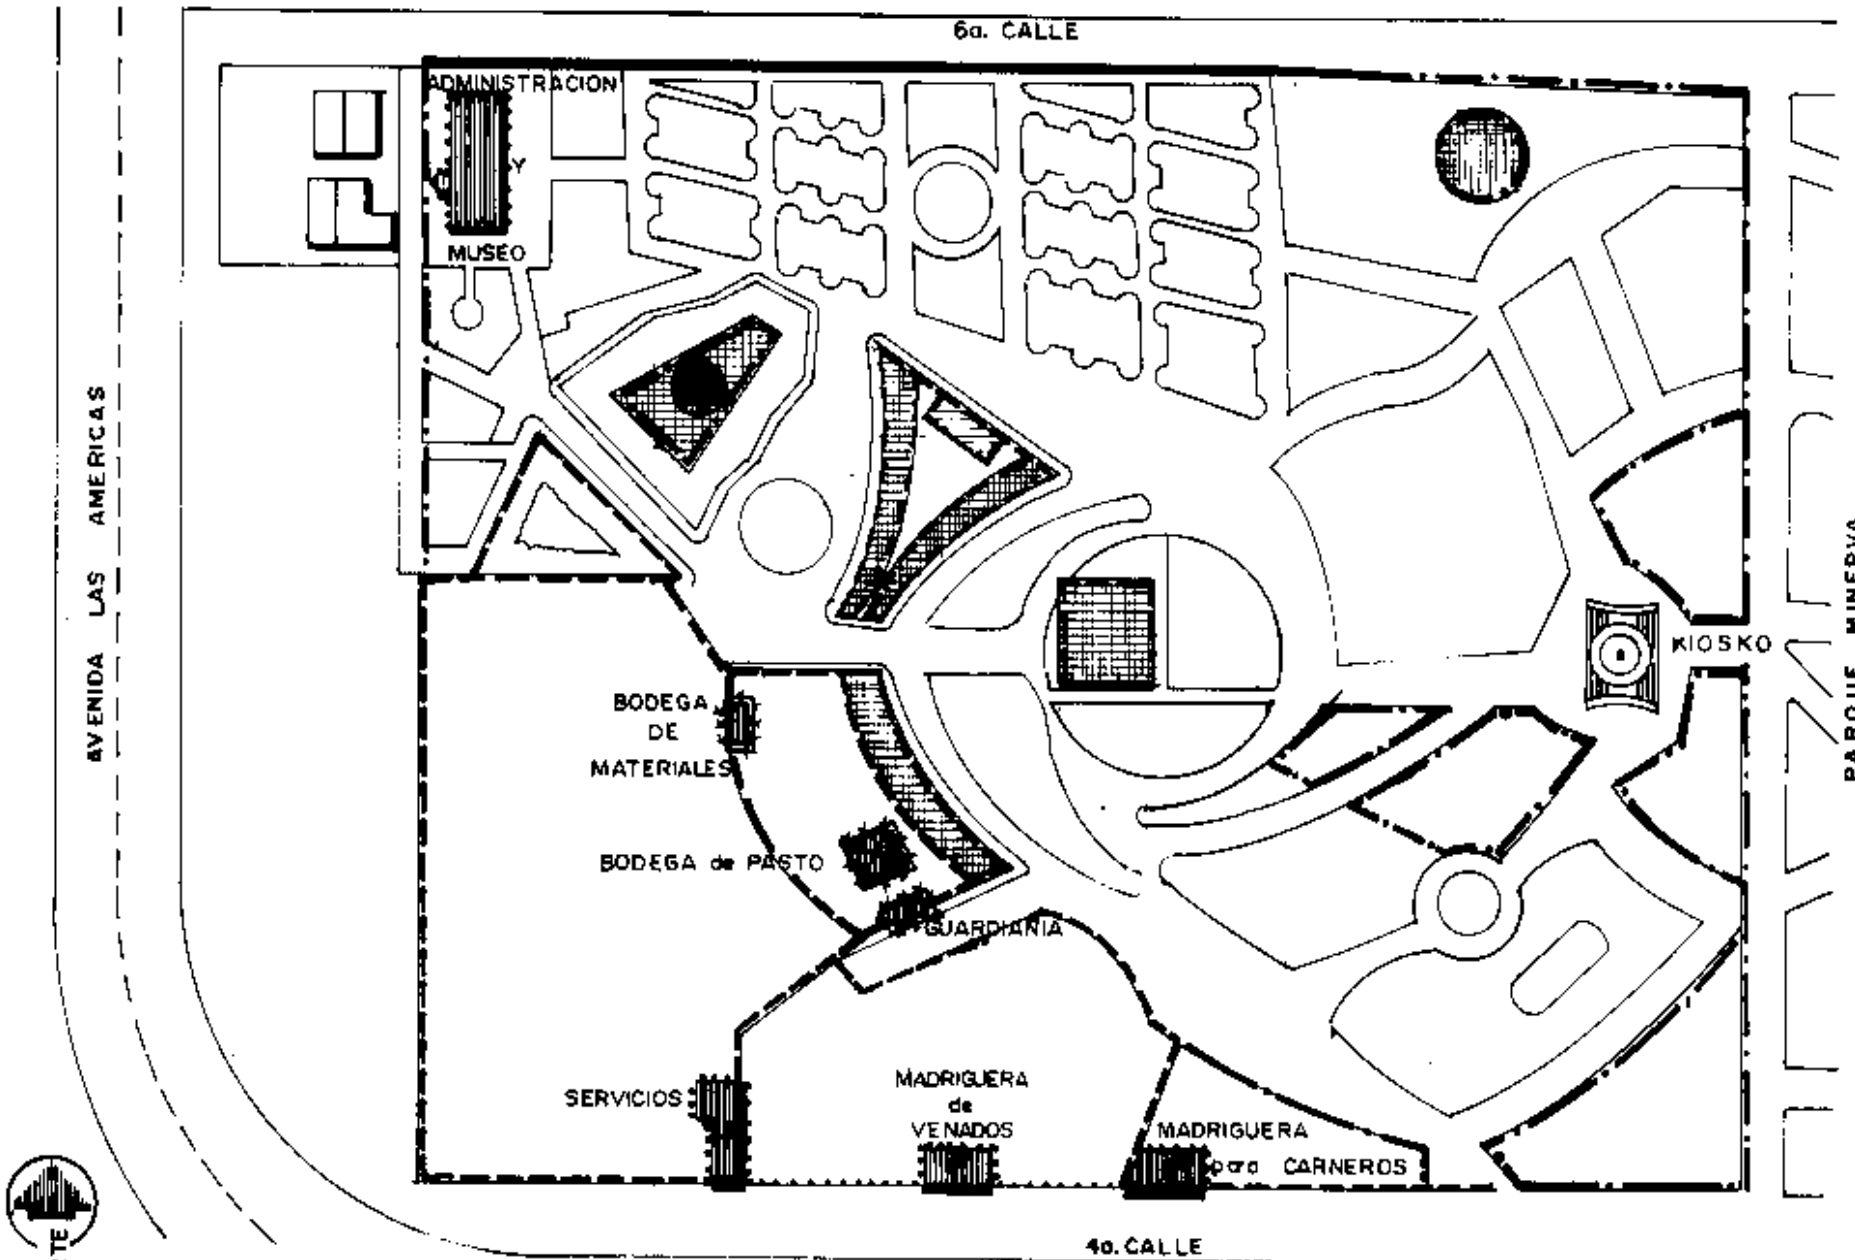 6a. CALLE
ADMINISTRACION
Y
MUSEO
AVENIDA LAS AMERICAS
PARQUE MINERVA
KIOSKO
BODEGA
DE
MATERIALES
BODEGA de PASTO
GUARDIANIA
SERVICIOS
MADRIGUERA
de
VENADOS
MADRIGUERA
para CARNEROS
4a. CALLE